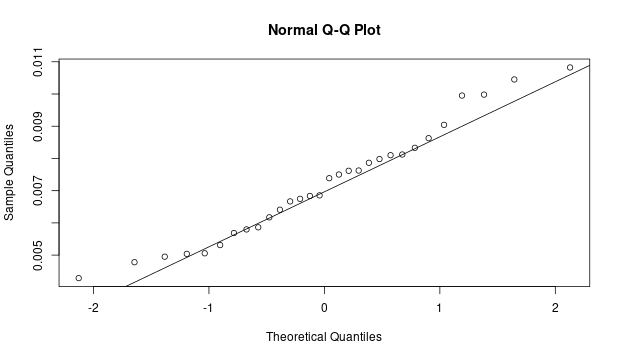 Normal Q-Q Plot
Sample Quantiles
0.011
0.009
0.007
0.005
-2 -1 0 1 2
Theoretical Quantiles